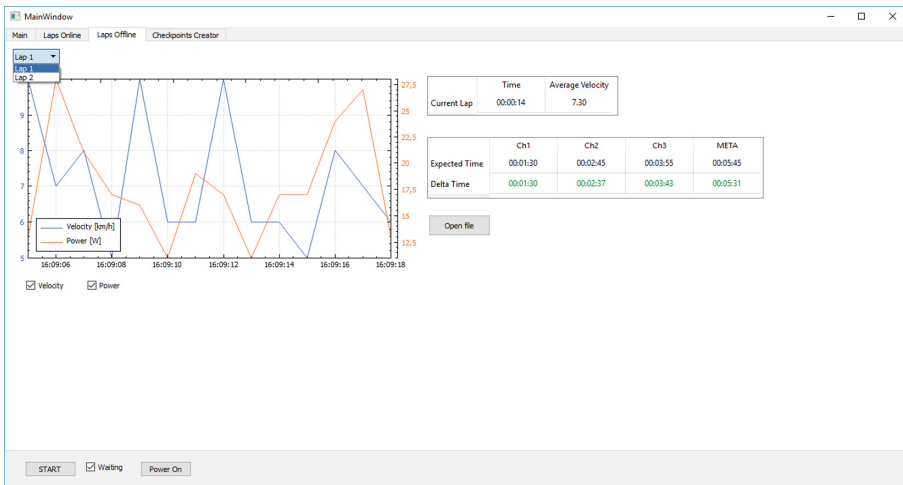 MainWindow
Main Laps Online Laps Offline Checkpoints Creator
Lap 1
Lap 1
Lap 2
9
8
7
6
5
27,5
25
22,5
20
17,5
15
12,5
Velocity [km/h]
Power [W]
16:09:06 16:09:08 16:09:10 16:09:12 16:09:14 16:09:16 16:09:18
Velocity Power
Time Average Velocity
Current Lap 00:00:14 7.30
Ch1 Ch2 Ch3 META
Expected Time 00:01:30 00:02:45 00:03:55 00:05:45
Delta Time 00:01:30 00:02:37 00:03:43 00:05:31
Open file
START Waiting Power On